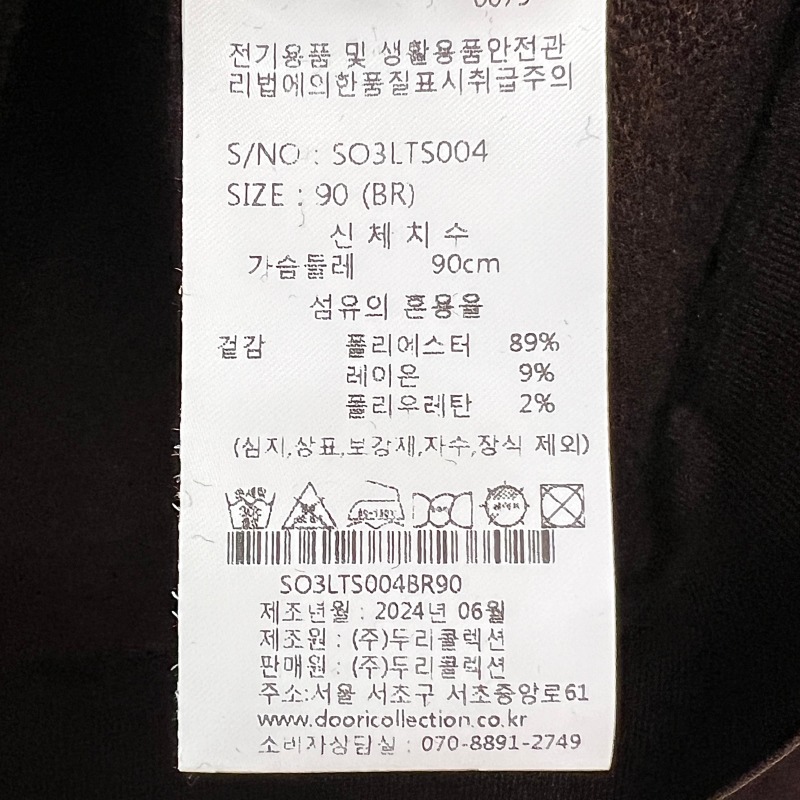 전기용품 및 생활용품안전관
리법에의한품질표시취급주의
S/NO : SO3LTS004
SIZE : 90 (BR)
신 체 치 수
가슴둘레 90cm
섬유의 혼용율
겉감 폴리에스터 89%
레이온 9%
폴리우레탄 2%
(심지,상표,보강재,자수,장식 제외)
SO3LTS004BR90
제조년월 : 2024년 06월
제조원 : (주)두리콜렉션
판매원 : (주)두리콜렉션
주소:서울 서초구 서초중앙로61
www.dooricollection.co.kr
소비자상담실 : 070-8891-2749